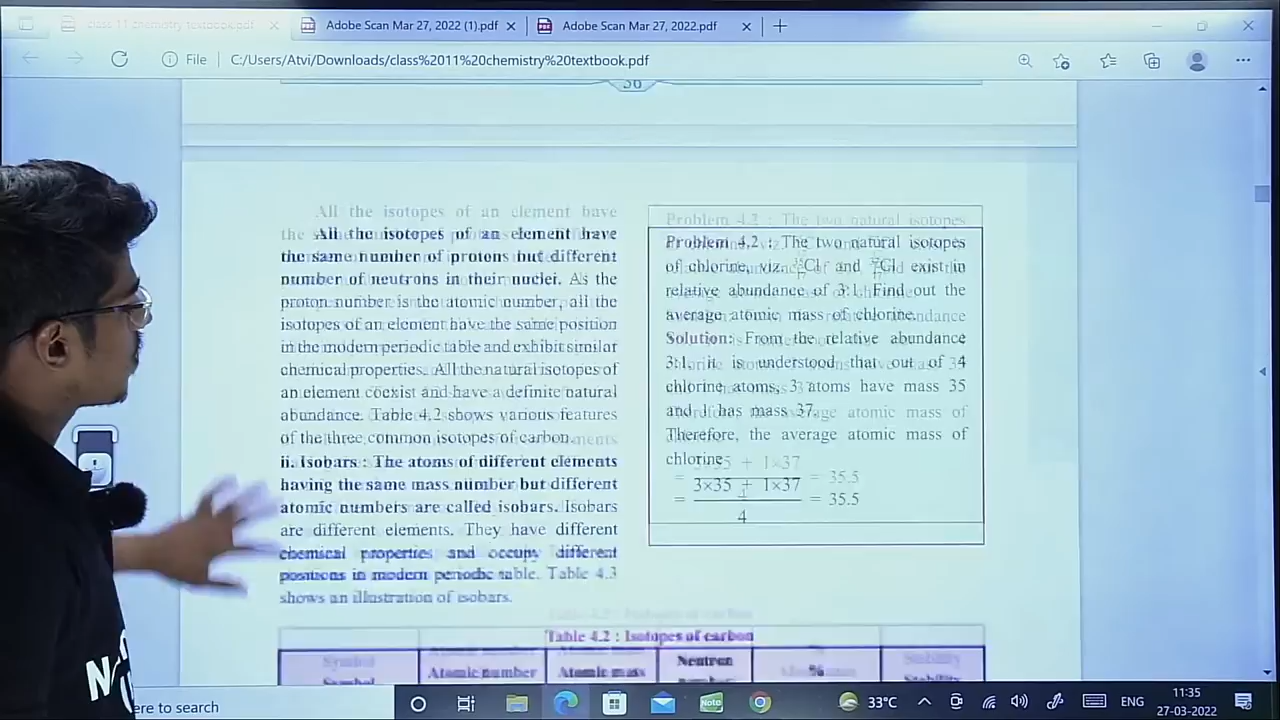 class 11 chemistry textbook.pdf
Adobe Scan Mar 27, 2022 (1).pdf
Adobe Scan Mar 27, 2022.pdf
File
C:/Users/Atvi/Downloads/class%2011%20chemistry%20textbook.pdf
36
All the isotopes of an element have
the same number of protons but different
number of neutrons in their nuclei. As the
proton number is the atomic number, all the
isotopes of an element have the same position
in the modern periodic table and exhibit similar
chemical properties. All the natural isotopes of
an element coexist and have a definite natural
abundance. Table 4.2 shows various features
of the three common isotopes of carbon.
ii. Isobars : The atoms of different elements
having the same mass number but different
atomic numbers are called isobars. Isobars
are different elements. They have different
chemical properties and occupy different
positions in modern periodic table. Table 4.3
shows an illustration of isobars.
Problem 4.2 : The two natural isotopes
of chlorine, viz. Cl and Cl exist in
relative abundance of 3:1. Find out the
average atomic mass of chlorine.
Solution: From the relative abundance
3:1, it is understood that out of 4
chlorine atoms, 3 atoms have mass 35
and 1 has mass 37.
Therefore, the average atomic mass of
chlorine
3×35 + 1×37
= = 35.5
4
Table 4.2 : Isotopes of carbon
Symbol
Atomic number
Atomic mass
Neutron
number
%
Stability
ere to search
Note
33°C
ENG
11:35
27-03-2022